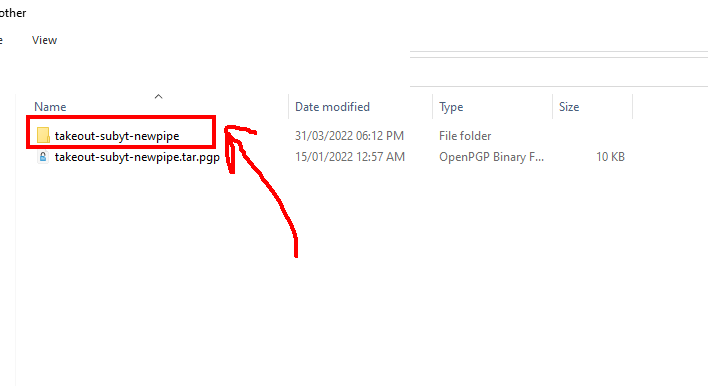 other
View
Name Date modified Type Size
takeout-subyt-newpipe 31/03/2022 06:12 PM File folder
takeout-subyt-newpipe.tar.pgp 15/01/2022 12:57 AM OpenPGP Binary F... 10 KB